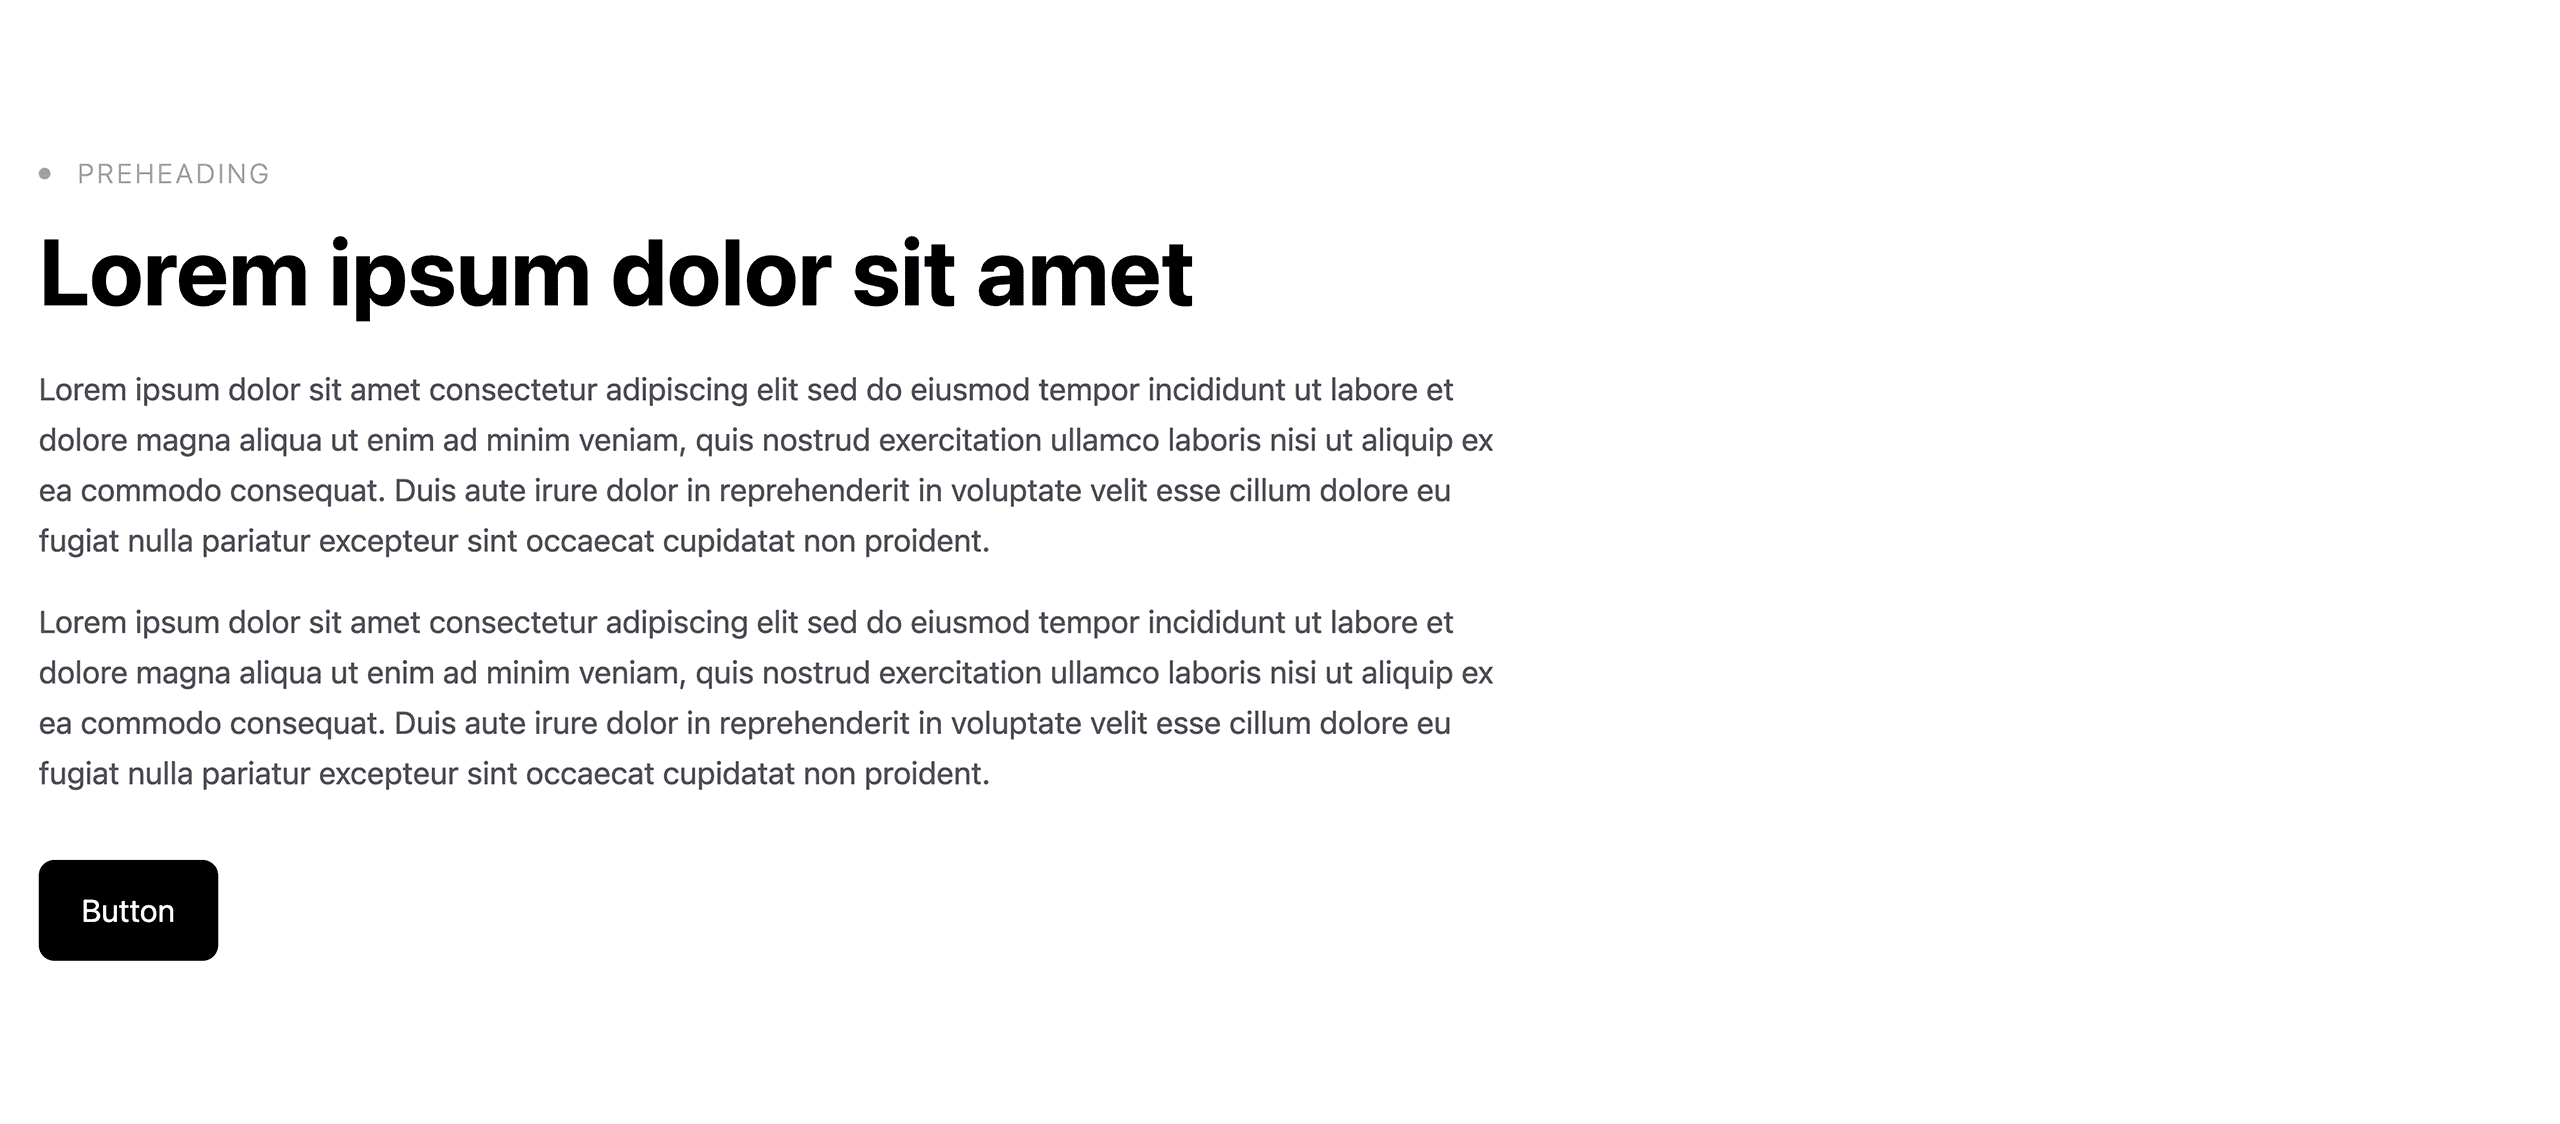 PREHEADING
Lorem ipsum dolor sit amet
Lorem ipsum dolor sit amet consectetur adipiscing elit sed do eiusmod tempor incididunt ut labore et
dolore magna aliqua ut enim ad minim veniam, quis nostrud exercitation ullamco laboris nisi ut aliquip ex
ea commodo consequat. Duis aute irure dolor in reprehenderit in voluptate velit esse cillum dolore eu
fugiat nulla pariatur excepteur sint occaecat cupidatat non proident.
Lorem ipsum dolor sit amet consectetur adipiscing elit sed do eiusmod tempor incididunt ut labore et
dolore magna aliqua ut enim ad minim veniam, quis nostrud exercitation ullamco laboris nisi ut aliquip ex
ea commodo consequat. Duis aute irure dolor in reprehenderit in voluptate velit esse cillum dolore eu
fugiat nulla pariatur excepteur sint occaecat cupidatat non proident.
Button